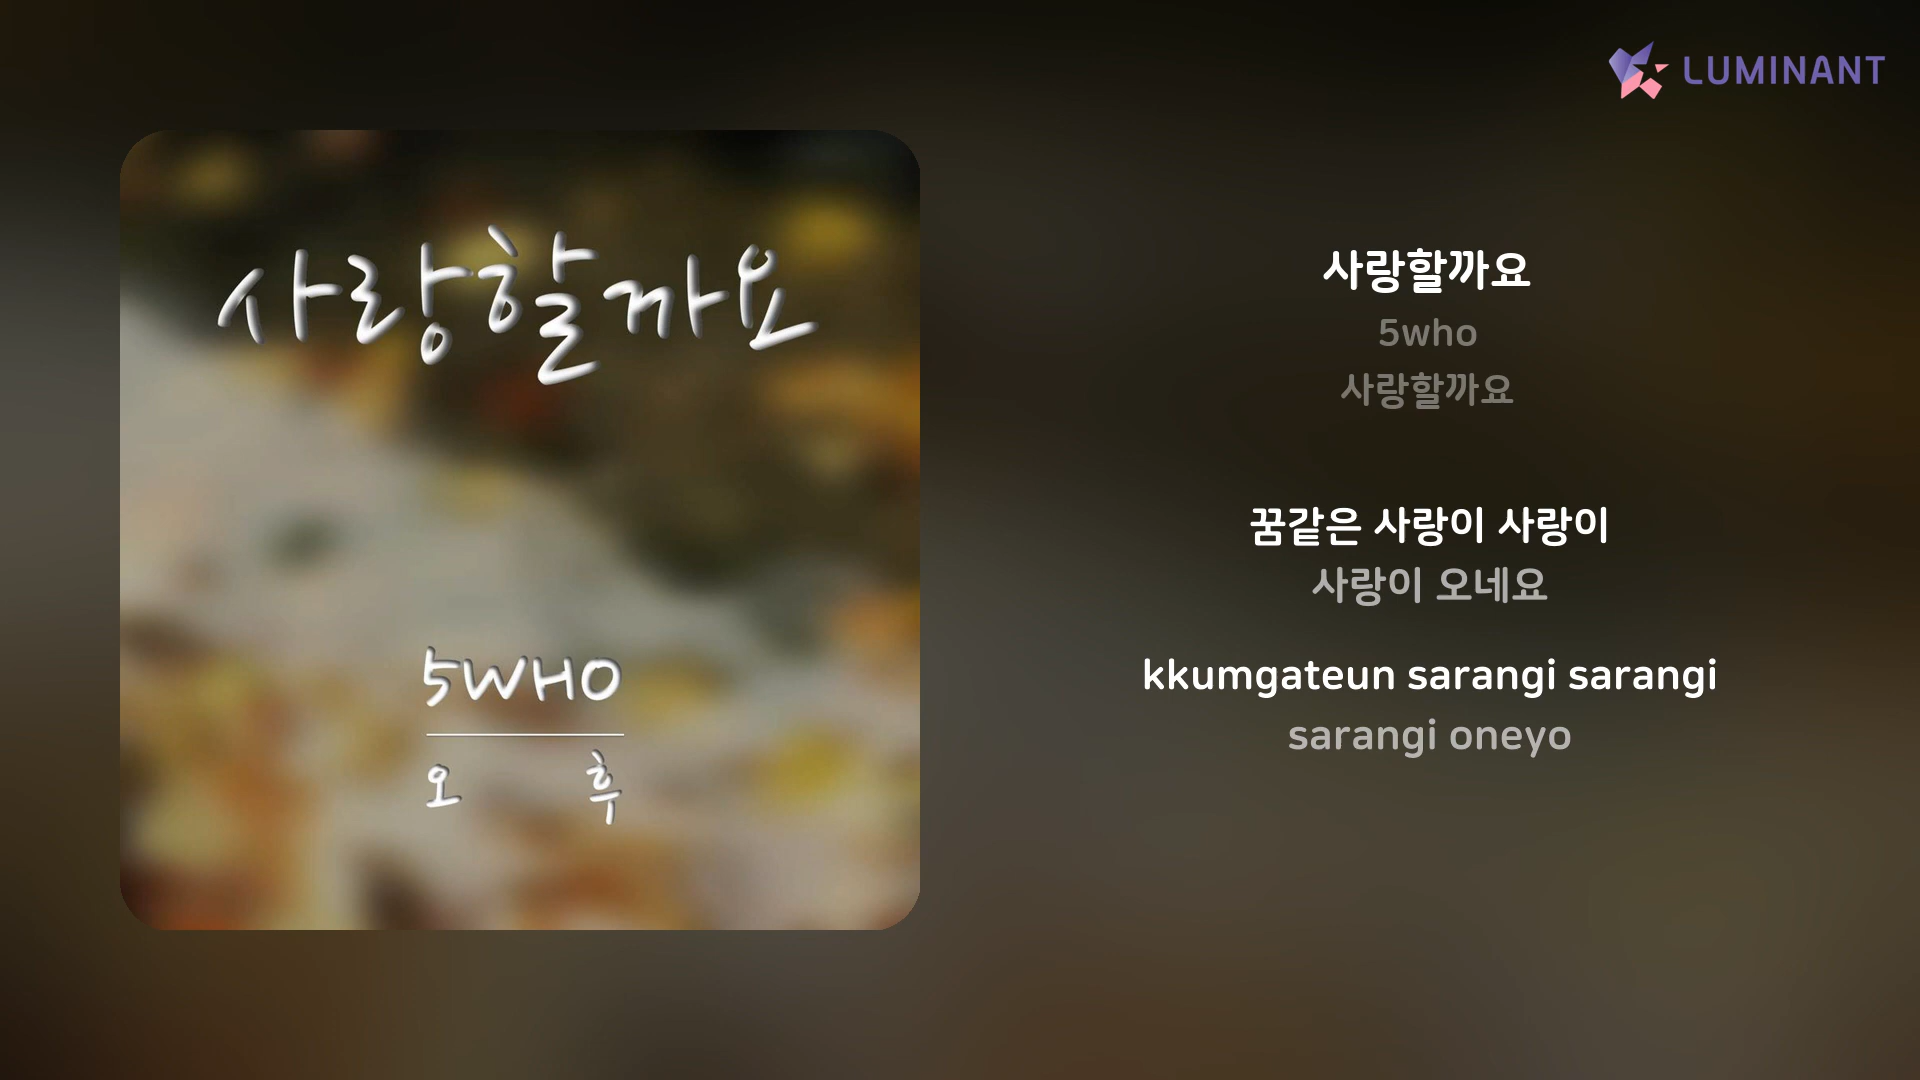 LUMINANT
사랑할까요
5WHO
오 후
사랑할까요
5who
사랑할까요
꿈같은 사랑이 사랑이
사랑이 오네요
kkumgateun sarangi sarangi
sarangi oneyo